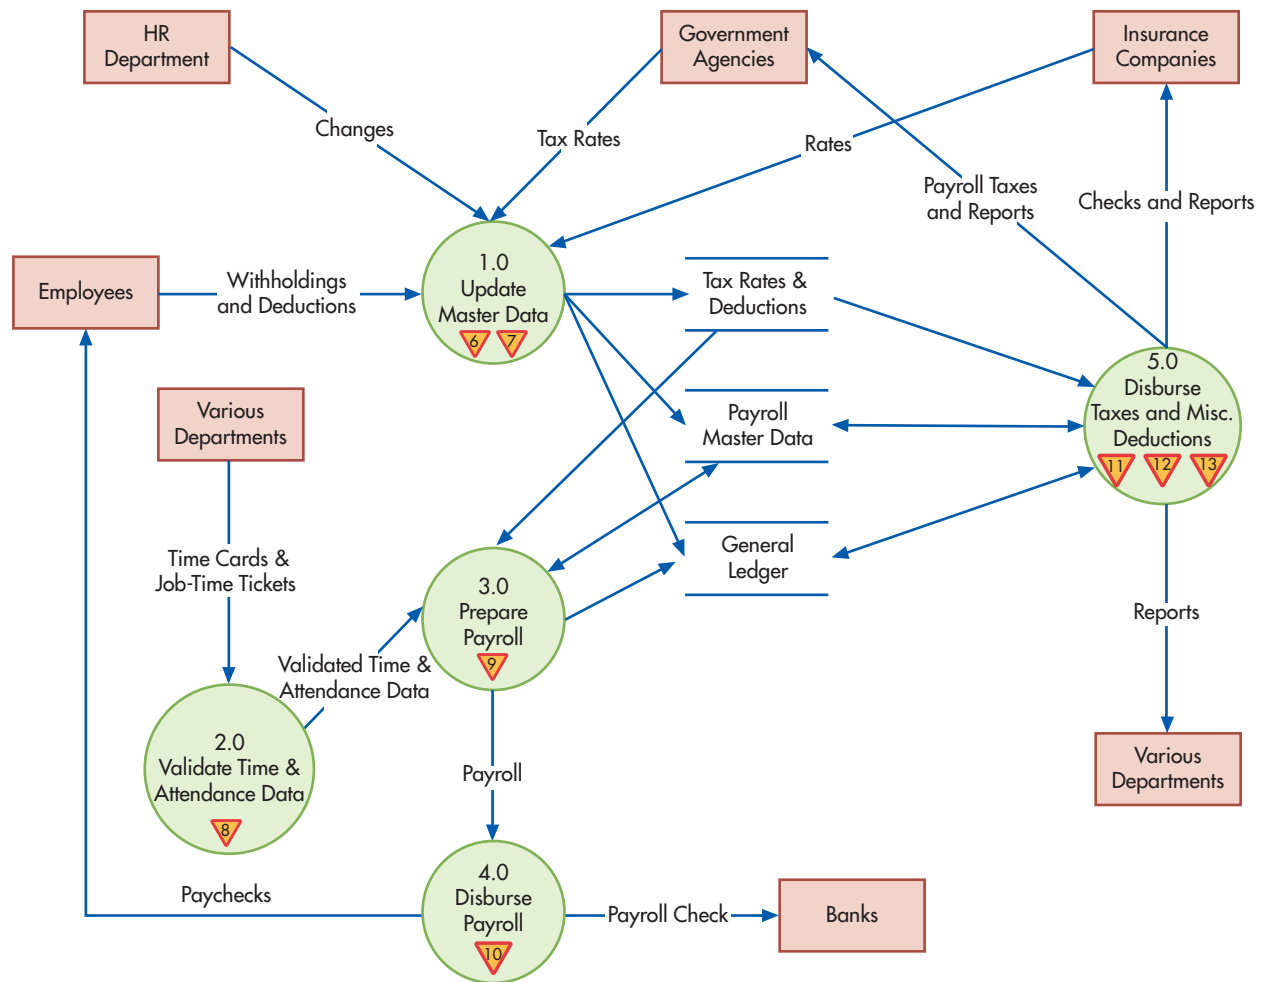 HR
Department
Government
Agencies
Insurance
Companies
Changes
Tax Rates
Rates
Payroll Taxes
and Reports
Checks and Reports
Employees
Withholdings
and Deductions
1.0
Update
Master Data
6 7
Tax Rates &
Deductions
Various
Departments
Payroll
Master Data
5.0
Disburse
Taxes and Misc.
Deductions
11 12 13
Time Cards &
Job-Time Tickets
General
Ledger
3.0
Prepare
Payroll
9
Reports
Validated Time &
Attendance Data
2.0
Validate Time &
Attendance Data
8
Payroll
Various
Departments
Paychecks
4.0
Disburse
Payroll
10
Payroll Check
Banks